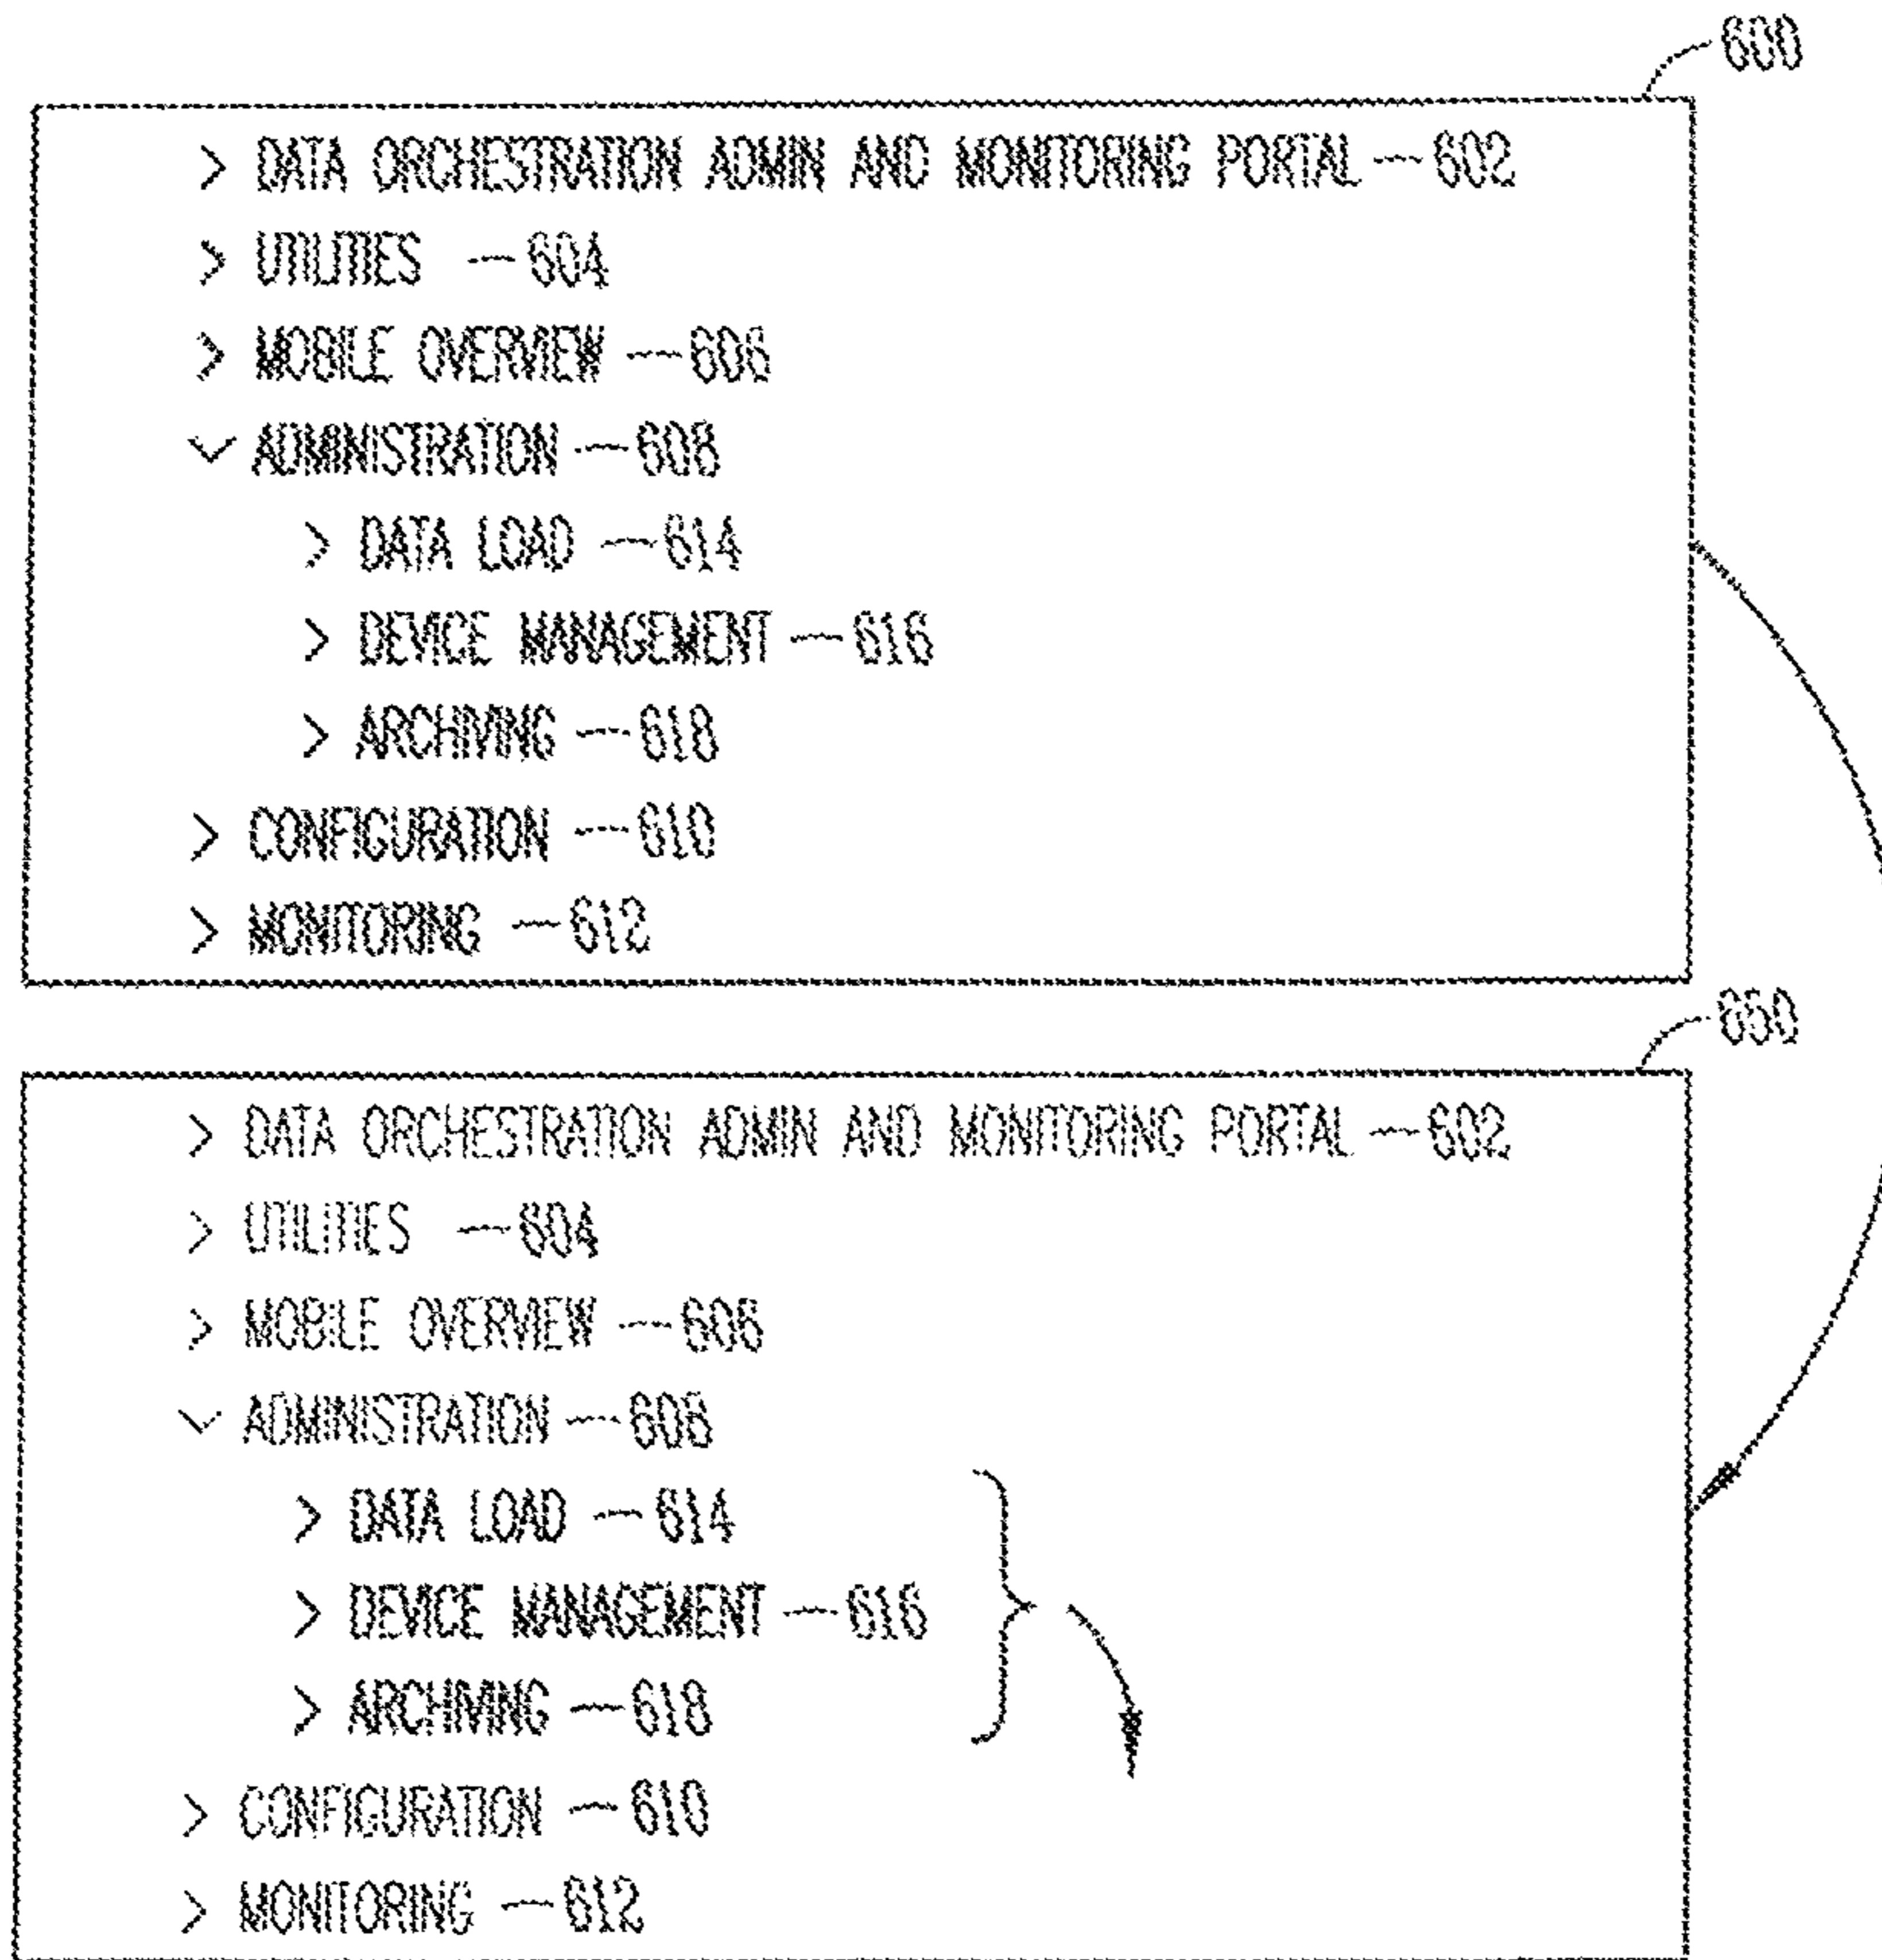 600
> DATA ORCHESTRATION ADMIN AND MONITORING PORTAL — 602
> UTILITIES — 604
> MOBILE OVERVIEW — 606
∨ ADMINISTRATION — 608
> DATA LOAD — 614
> DEVICE MANAGEMENT — 616
> ARCHIVING — 618
> CONFIGURATION — 610
> MONITORING — 612
650
> DATA ORCHESTRATION ADMIN AND MONITORING PORTAL — 602
> UTILITIES — 604
> MOBILE OVERVIEW — 606
∨ ADMINISTRATION — 608
> DATA LOAD — 614
> DEVICE MANAGEMENT — 616
> ARCHIVING — 618
> CONFIGURATION — 610
> MONITORING — 612